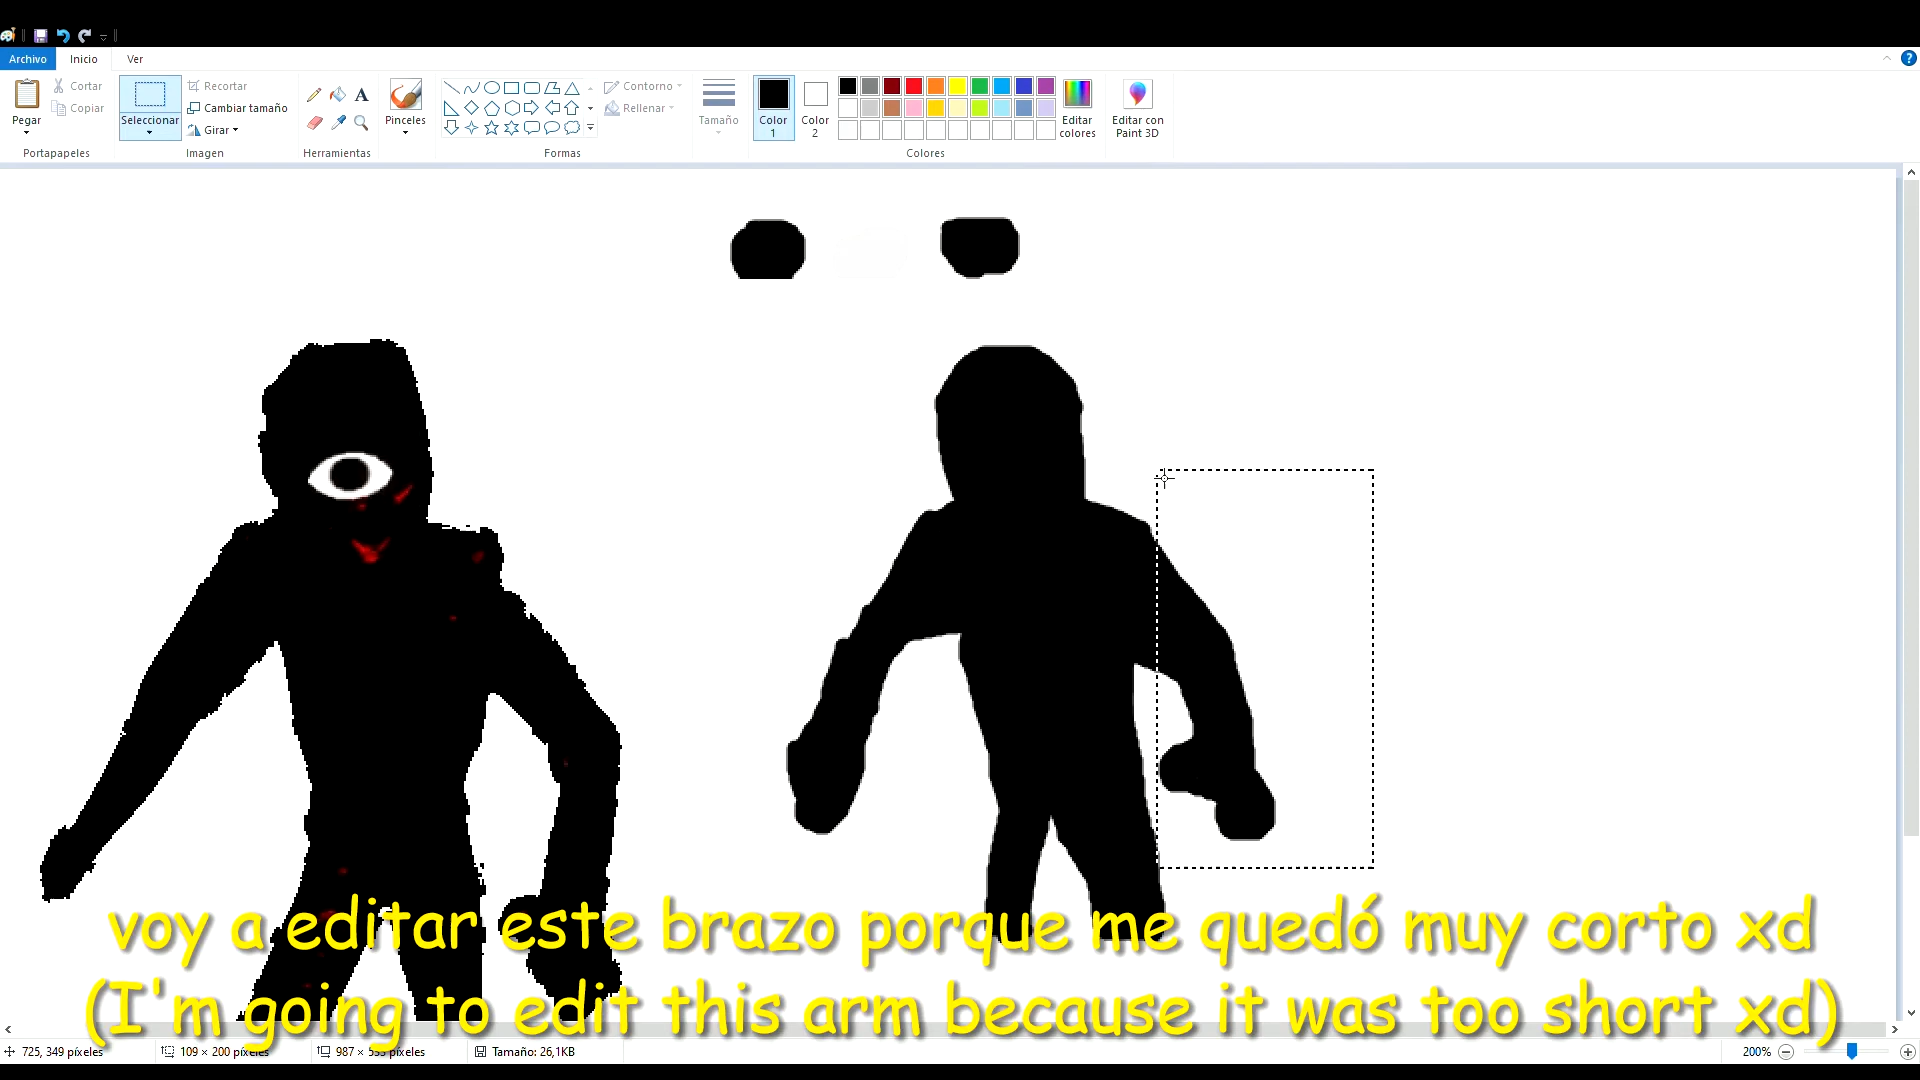 Archivo Inicio Ver
Pegar
Cortar
Copiar
Portapapeles
Seleccionar
Recortar
Cambiar tamaño
Girar
Imagen
A
Herramientas
Pinceles
Contorno
Rellenar
Formas
Tamaño
Color
1
Color
2
Editar
colores
Colores
Editar con
Paint 3D
voy a editar este brazo porque me quedó muy corto xd
(I'm going to edit this arm because it was too short xd)
725, 349 píxeles 109 × 200 píxeles 987 × 533 píxeles Tamaño: 26,1KB 200%